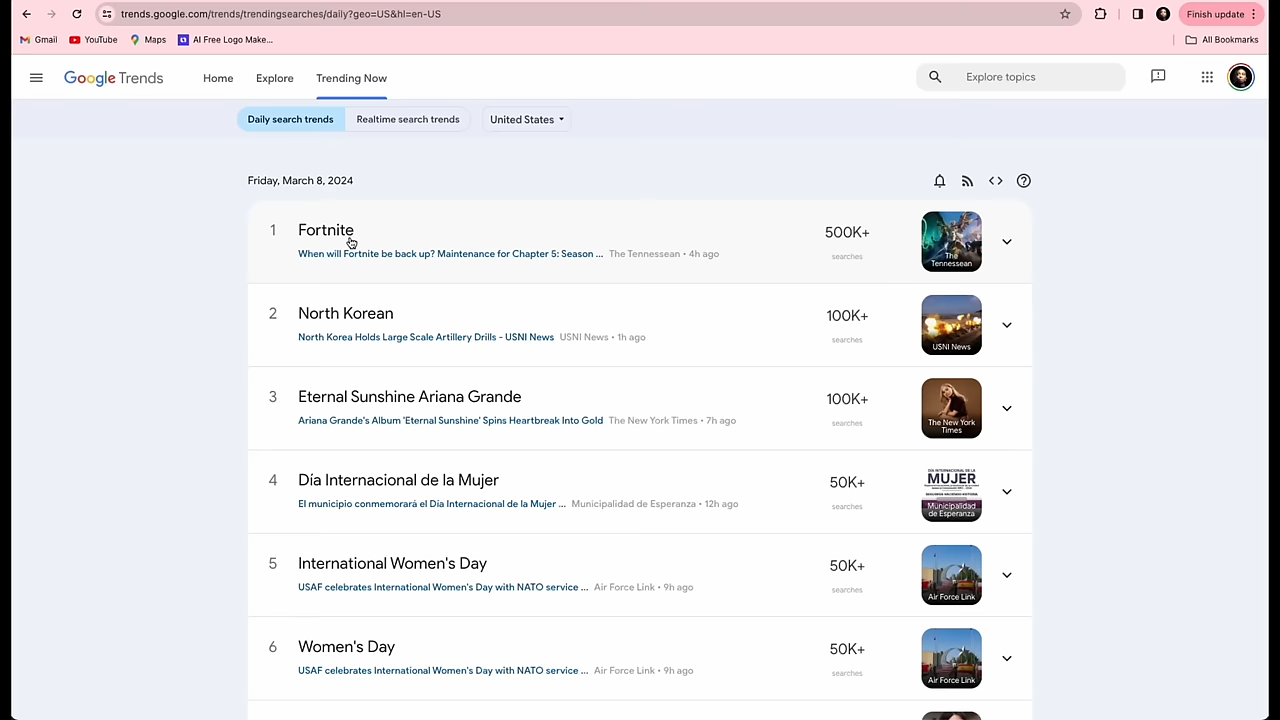 trends.google.com/trends/trendingsearches/daily?geo=US&hl=en-US
Finish update
Gmail
YouTube
Maps
AI Free Logo Make...
All Bookmarks
Google Trends
Home
Explore
Trending Now
Explore topics
Daily search trends
Realtime search trends
United States
Friday, March 8, 2024
1
Fortnite
When will Fortnite be back up? Maintenance for Chapter 5: Season ... The Tennessean • 4h ago
500K+
searches
The
Tennessean
2
North Korean
North Korea Holds Large Scale Artillery Drills - USNI News USNI News • 1h ago
100K+
searches
USNI News
3
Eternal Sunshine Ariana Grande
Ariana Grande's Album 'Eternal Sunshine' Spins Heartbreak Into Gold The New York Times • 7h ago
100K+
searches
The New York
Times
4
Día Internacional de la Mujer
El municipio conmemorará el Día Internacional de la Mujer ... Municipalidad de Esperanza • 12h ago
50K+
searches
DÍA INTERNACIONAL DE LA
MUJER
Municipalidad
de Esperanza
5
International Women's Day
USAF celebrates International Women's Day with NATO service ... Air Force Link • 9h ago
50K+
searches
Air Force Link
6
Women's Day
USAF celebrates International Women's Day with NATO service ... Air Force Link • 9h ago
50K+
searches
Air Force Link